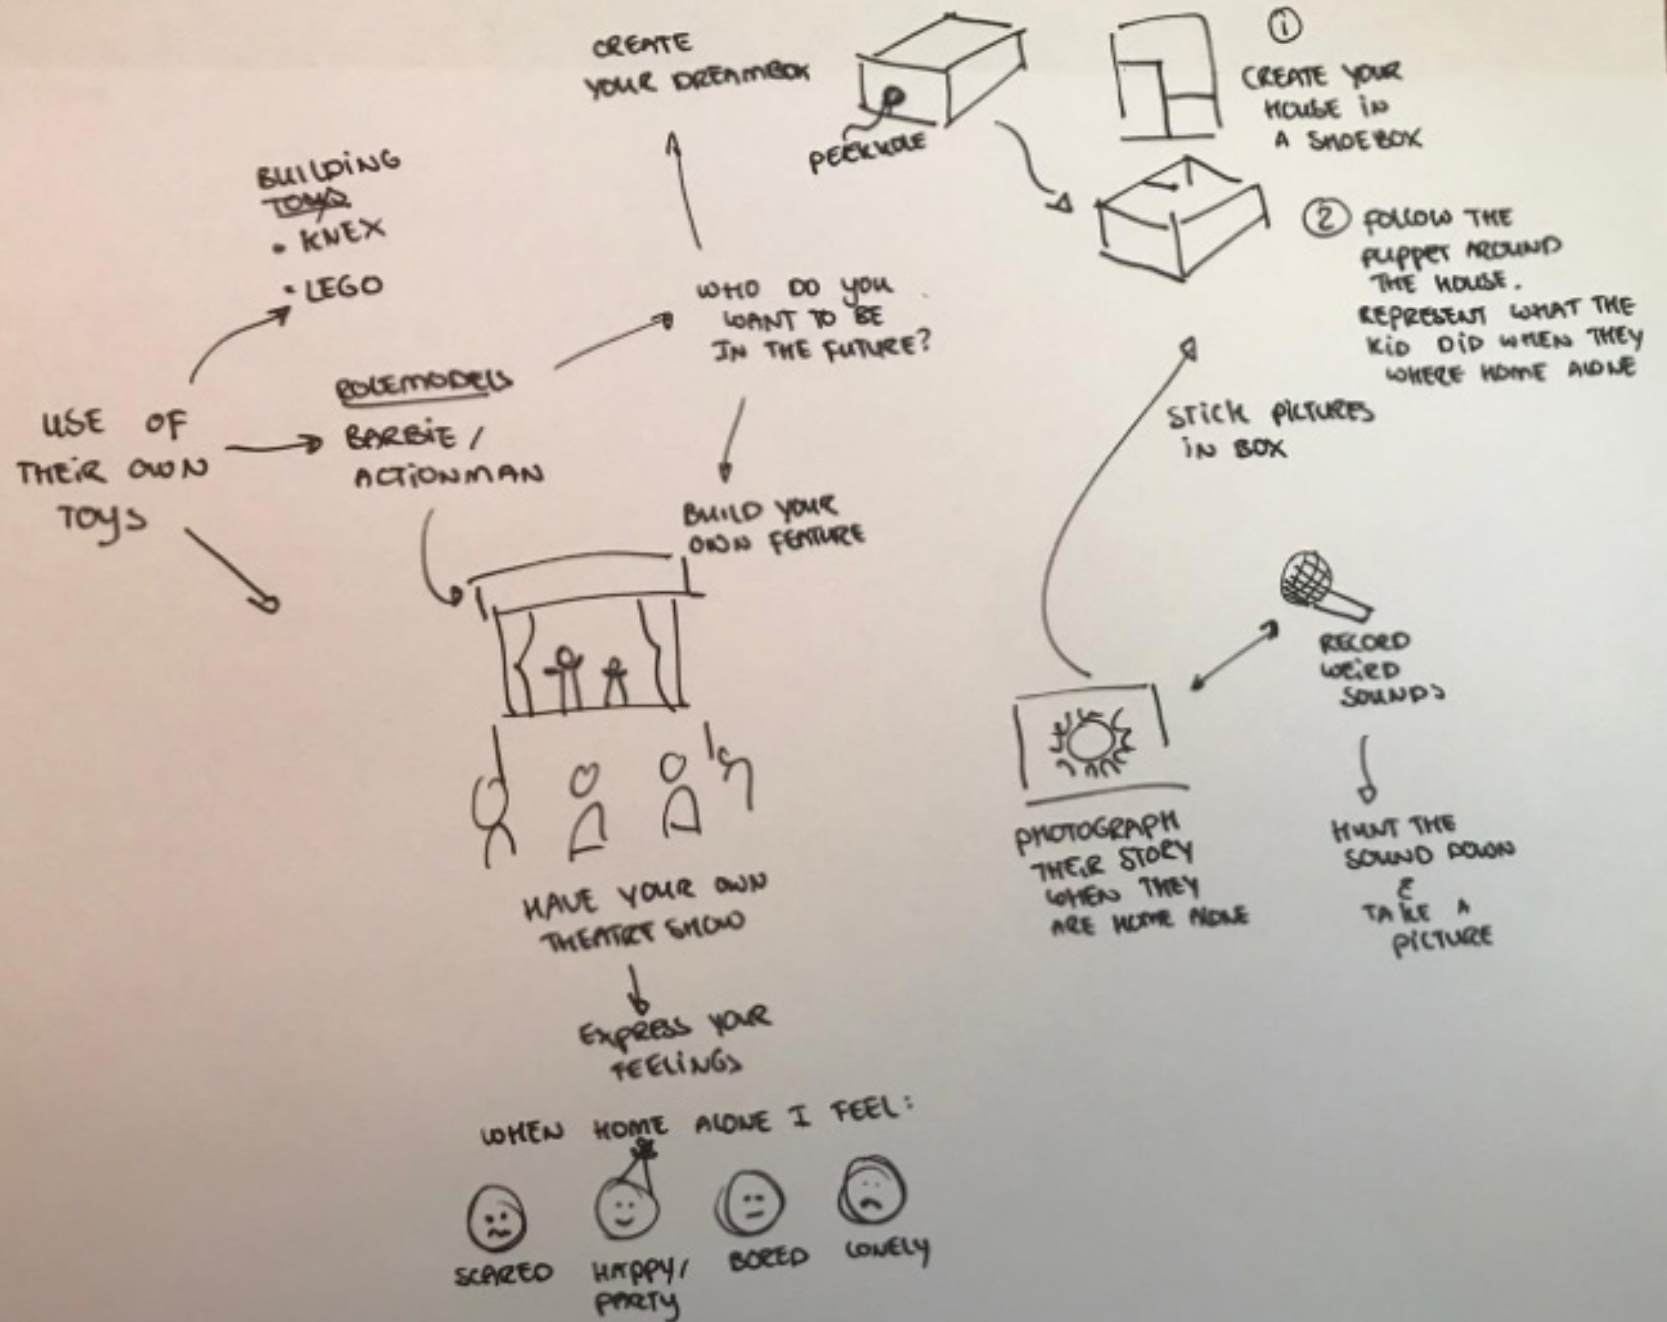 USE OF
THEIR OWN
TOYS
BUILDING
TOYS
• KNEX
• LEGO
ROLEMODELS
BARBIE /
ACTIONMAN
CREATE
YOUR DREAMBOX
WHO DO YOU
WANT TO BE
IN THE FUTURE?
BUILD YOUR
OWN FEATURE
HAVE YOUR OWN
THEATRE SHOW
EXPRESS YOUR
FEELINGS
WHEN HOME ALONE I FEEL:
SCARED
HAPPY/
PARTY
BORED
LONELY
PEEKHOLE
1
CREATE YOUR
HOUSE IN
A SHOEBOX
2 FOLLOW THE
PUPPET AROUND
THE HOUSE.
REPRESENT WHAT THE
KID DID WHEN THEY
WHERE HOME ALONE
STICK PICTURES
IN BOX
PHOTOGRAPH
THEIR STORY
WHEN THEY
ARE HOME ALONE
RECORD
WEIRD
SOUNDS
HUNT THE
SOUND DOWN
&
TAKE A
PICTURE